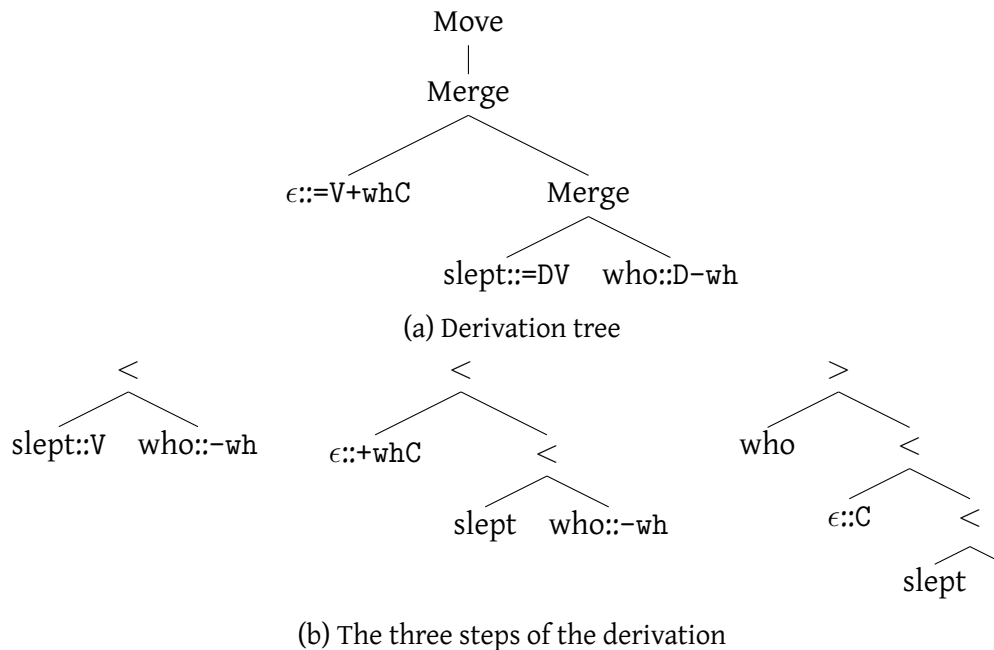 Move
Merge
ϵ::=V+whC Merge
slept::=DV who::D-wh
(a) Derivation tree
< < >
slept::V who::-wh ϵ::+whC < who <
slept who::-wh ϵ::C <
slept
(b) The three steps of the derivation